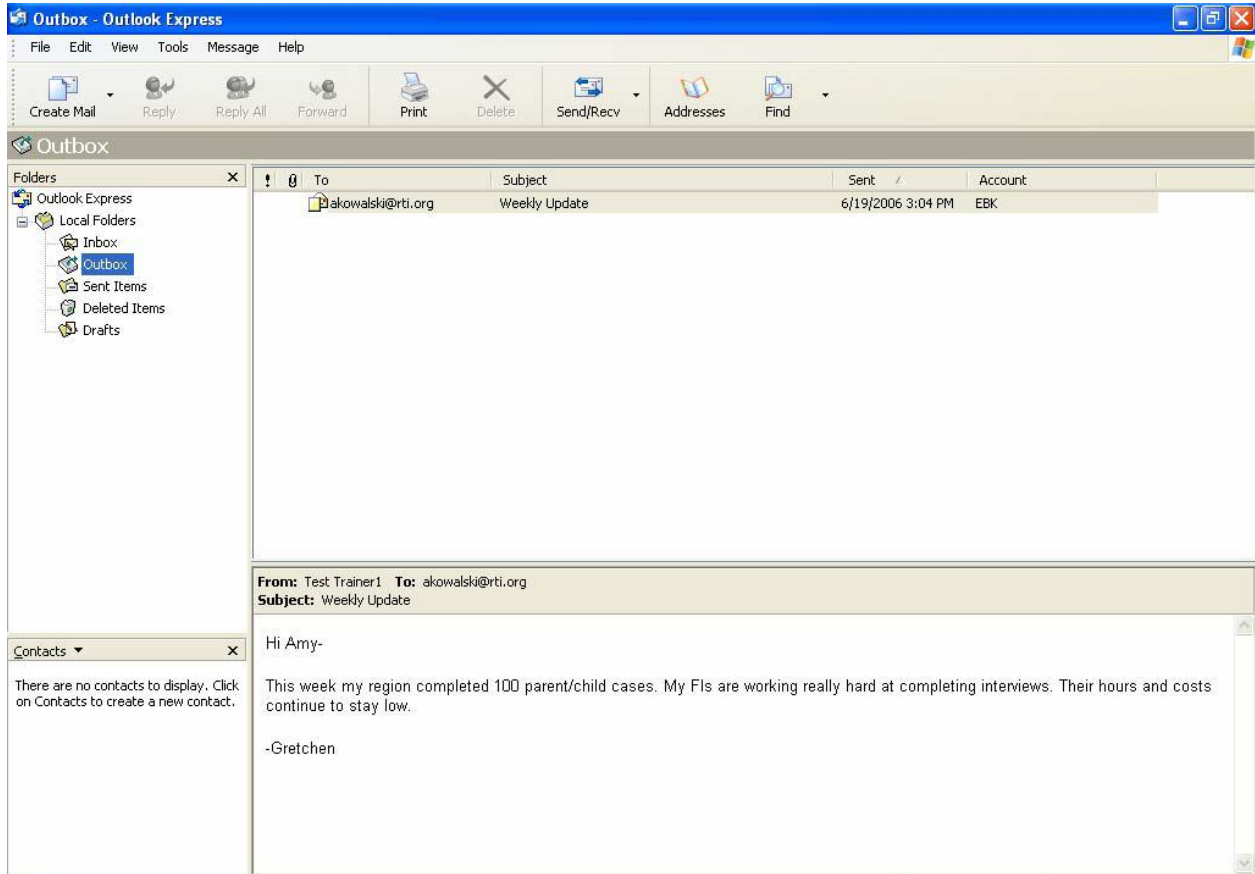 Outbox - Outlook Express
File Edit View Tools Message Help
Create Mail Reply Reply All Forward Print Delete Send/Recv Addresses Find
Outbox
Folders
Outlook Express
Local Folders
Inbox
Outbox
Sent Items
Deleted Items
Drafts
Contacts
There are no contacts to display. Click
on Contacts to create a new contact.
! To Subject Sent Account
akowalski@rti.org Weekly Update 6/19/2006 3:04 PM EBK
From: Test Trainer1 To: akowalski@rti.org
Subject: Weekly Update
Hi Amy-
This week my region completed 100 parent/child cases. My FIs are working really hard at completing interviews. Their hours and costs
continue to stay low.
-Gretchen